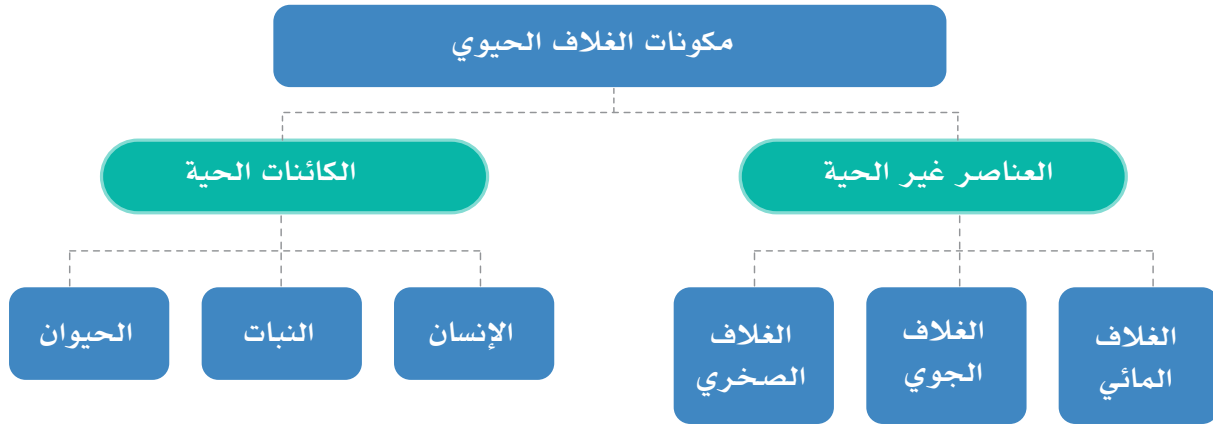 مكونات الغلاف الحيوي
العناصر غير الحية
الكائنات الحية
الغلاف
المائي
الغلاف
الجوي
الغلاف
الصخري
الإنسان
النبات
الحيوان